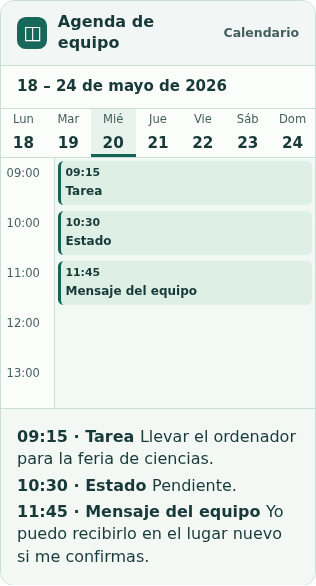 Agenda de
equipo
Calendario
18 – 24 de mayo de 2026
Lun Mar Mié Jue Vie Sáb Dom
18 19 20 21 22 23 24
09:00
09:15
Tarea
10:00
10:30
Estado
11:00
11:45
Mensaje del equipo
12:00
13:00
09:15 · Tarea Llevar el ordenador
para la feria de ciencias.
10:30 · Estado Pendiente.
11:45 · Mensaje del equipo Yo
puedo recibirlo en el lugar nuevo
si me confirmas.